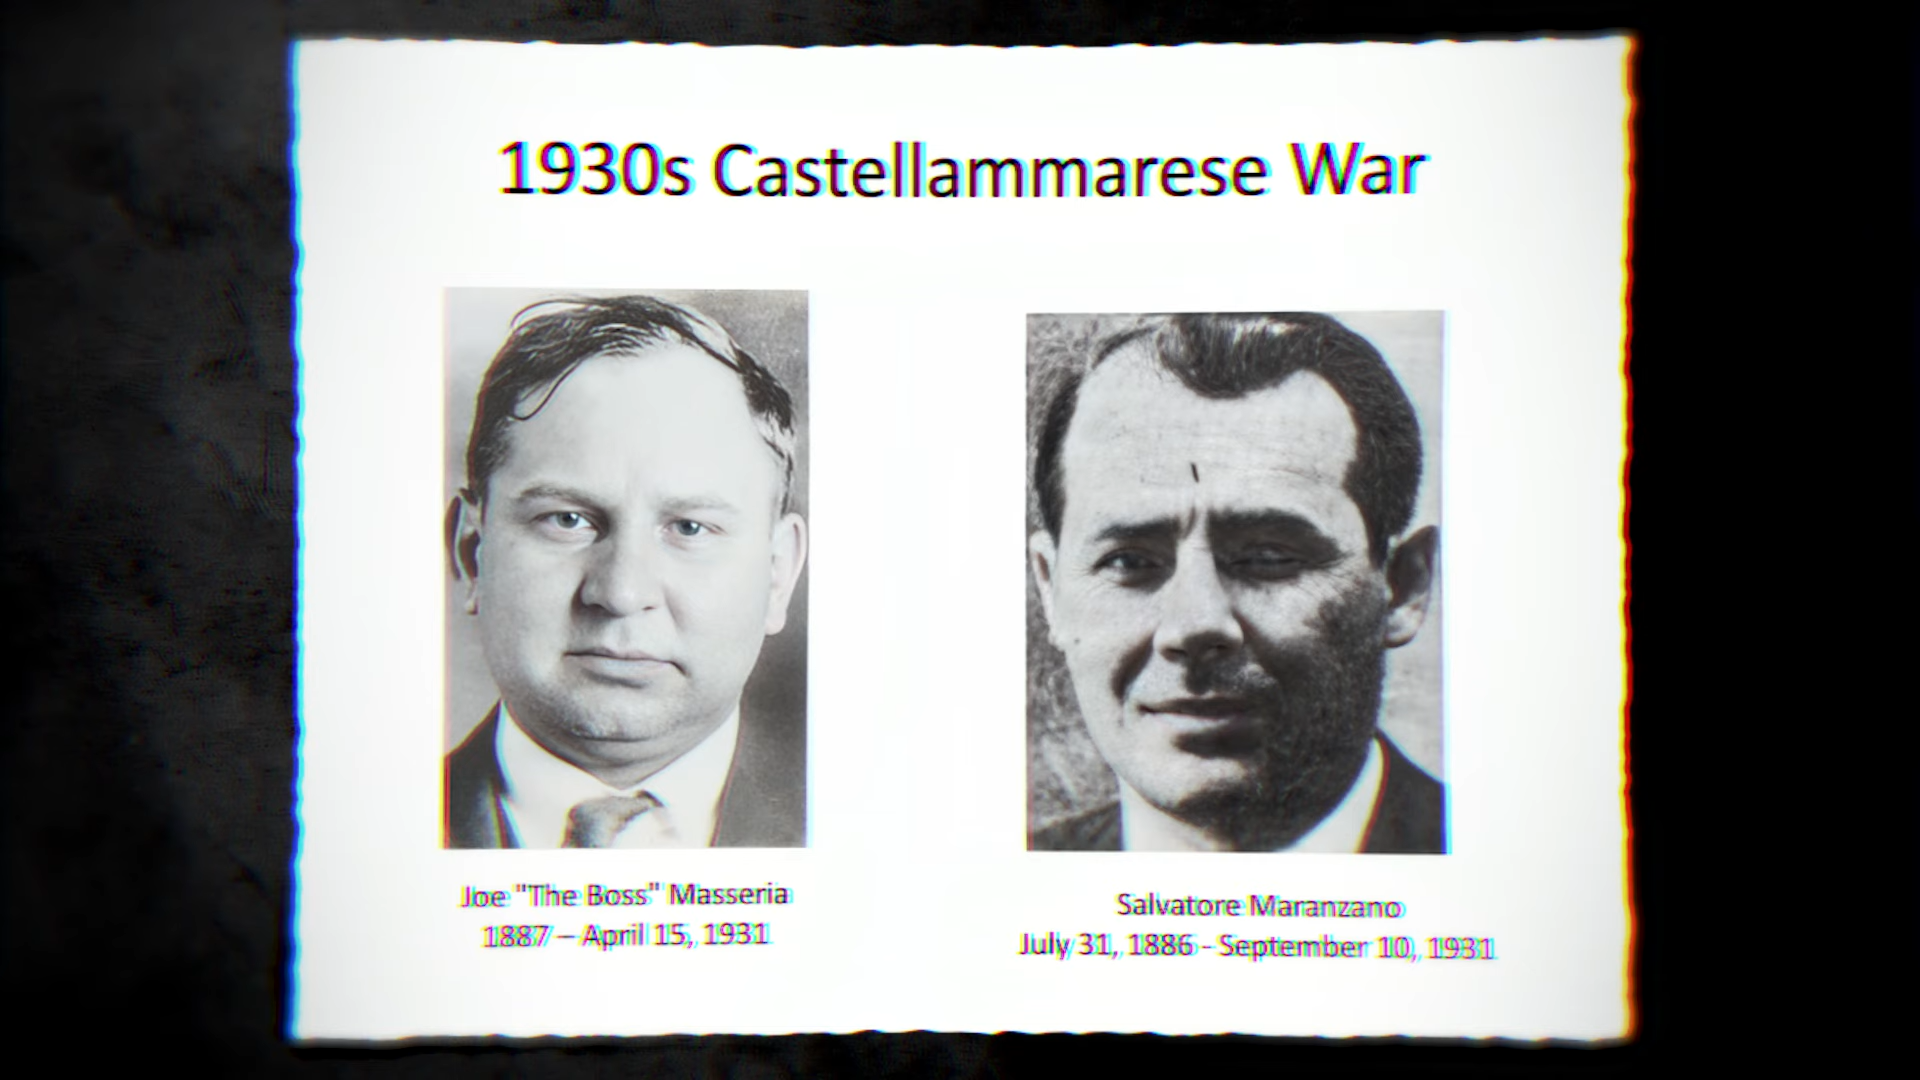 1930s Castellammarese War
Joe "The Boss" Masseria
1887 – April 15, 1931
Salvatore Maranzano
July 31, 1886 - September 10, 1931